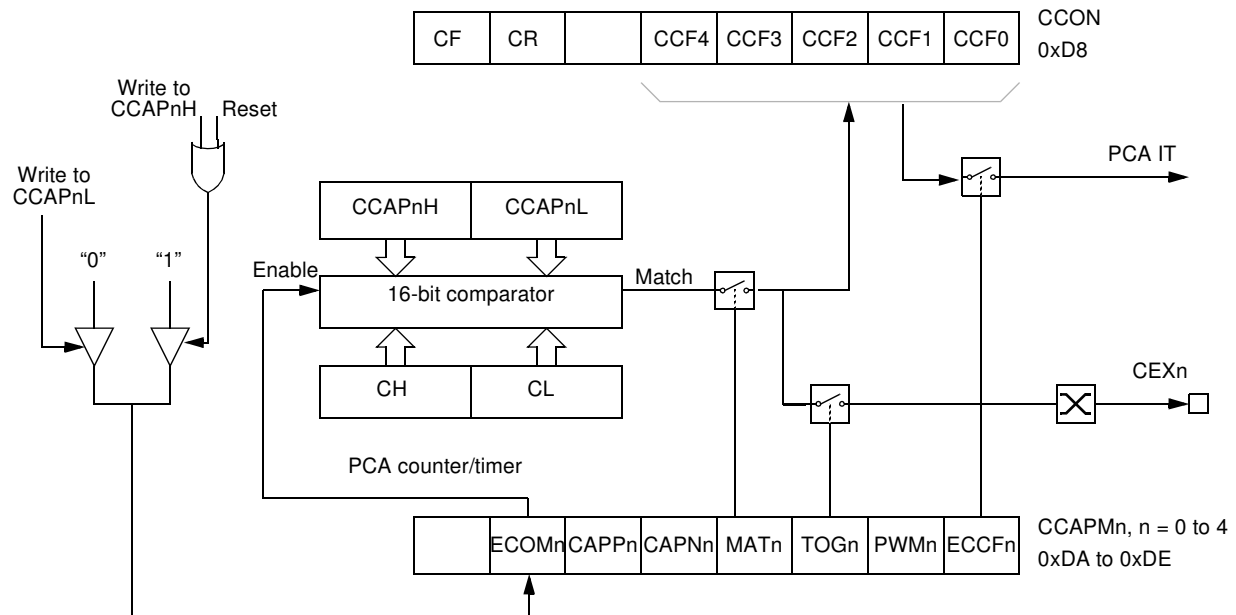 CF CR CCF4 CCF3 CCF2 CCF1 CCF0
CCON
0xD8
Write to
CCAPnH
Reset
Write to
CCAPnL
PCA IT
CCAPnH CCAPnL
“0” “1”
Enable
16-bit comparator
Match
CH CL
CEXn
PCA counter/timer
ECOMn CAPPn CAPNn MATn TOGn PWMn ECCFn
CCAPMn, n = 0 to 4
0xDA to 0xDE